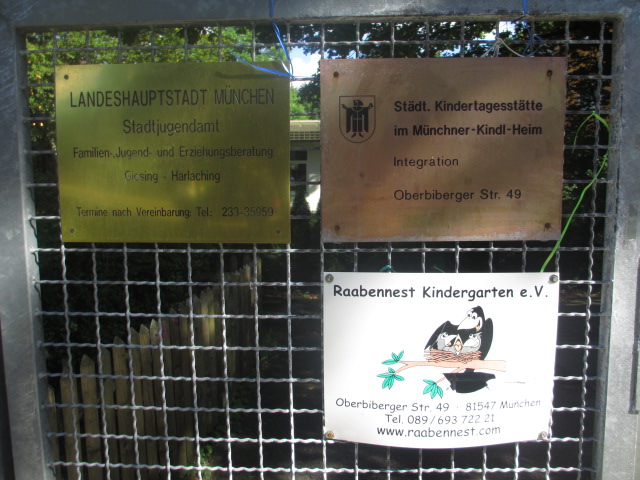 LANDESHAUPTSTADT MÜNCHEN
Stadtjugendamt
Familien-, Jugend- und Erziehungsberatung
Giesing - Harlaching
Termine nach Vereinbarung: Tel: 233-35959
Städt. Kindertagesstätte
im Münchner-Kindl-Heim
Integration
Oberbiberger Str. 49
Raabennest Kindergarten e.V.
Oberbiberger Str. 49 · 81547 München
Tel. 089/693 722 21
www.raabennest.com